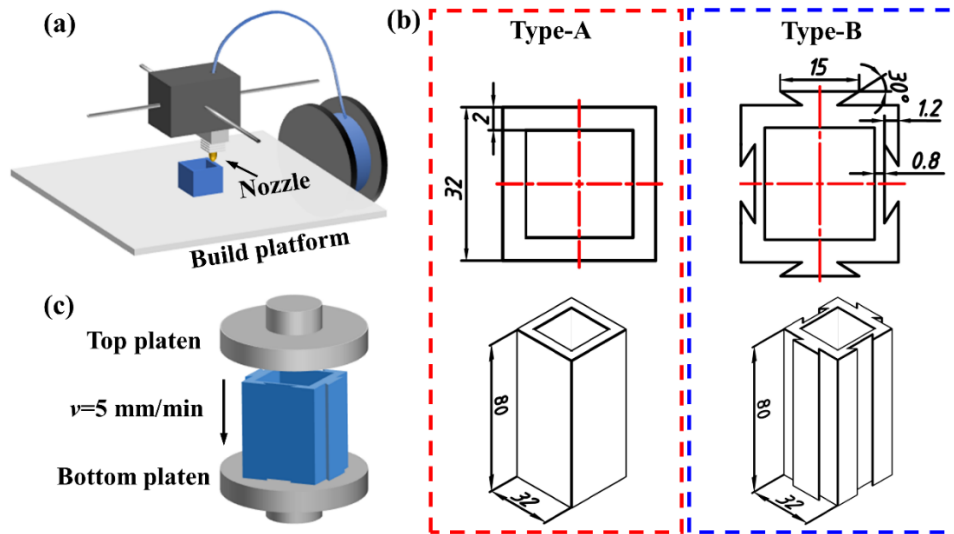 (a)
Nozzle
Build platform
(b)
Type-A
2
32
80
32
Type-B
15
30°
1.2
0.8
80
32
(c)
Top platen
v=5 mm/min
Bottom platen